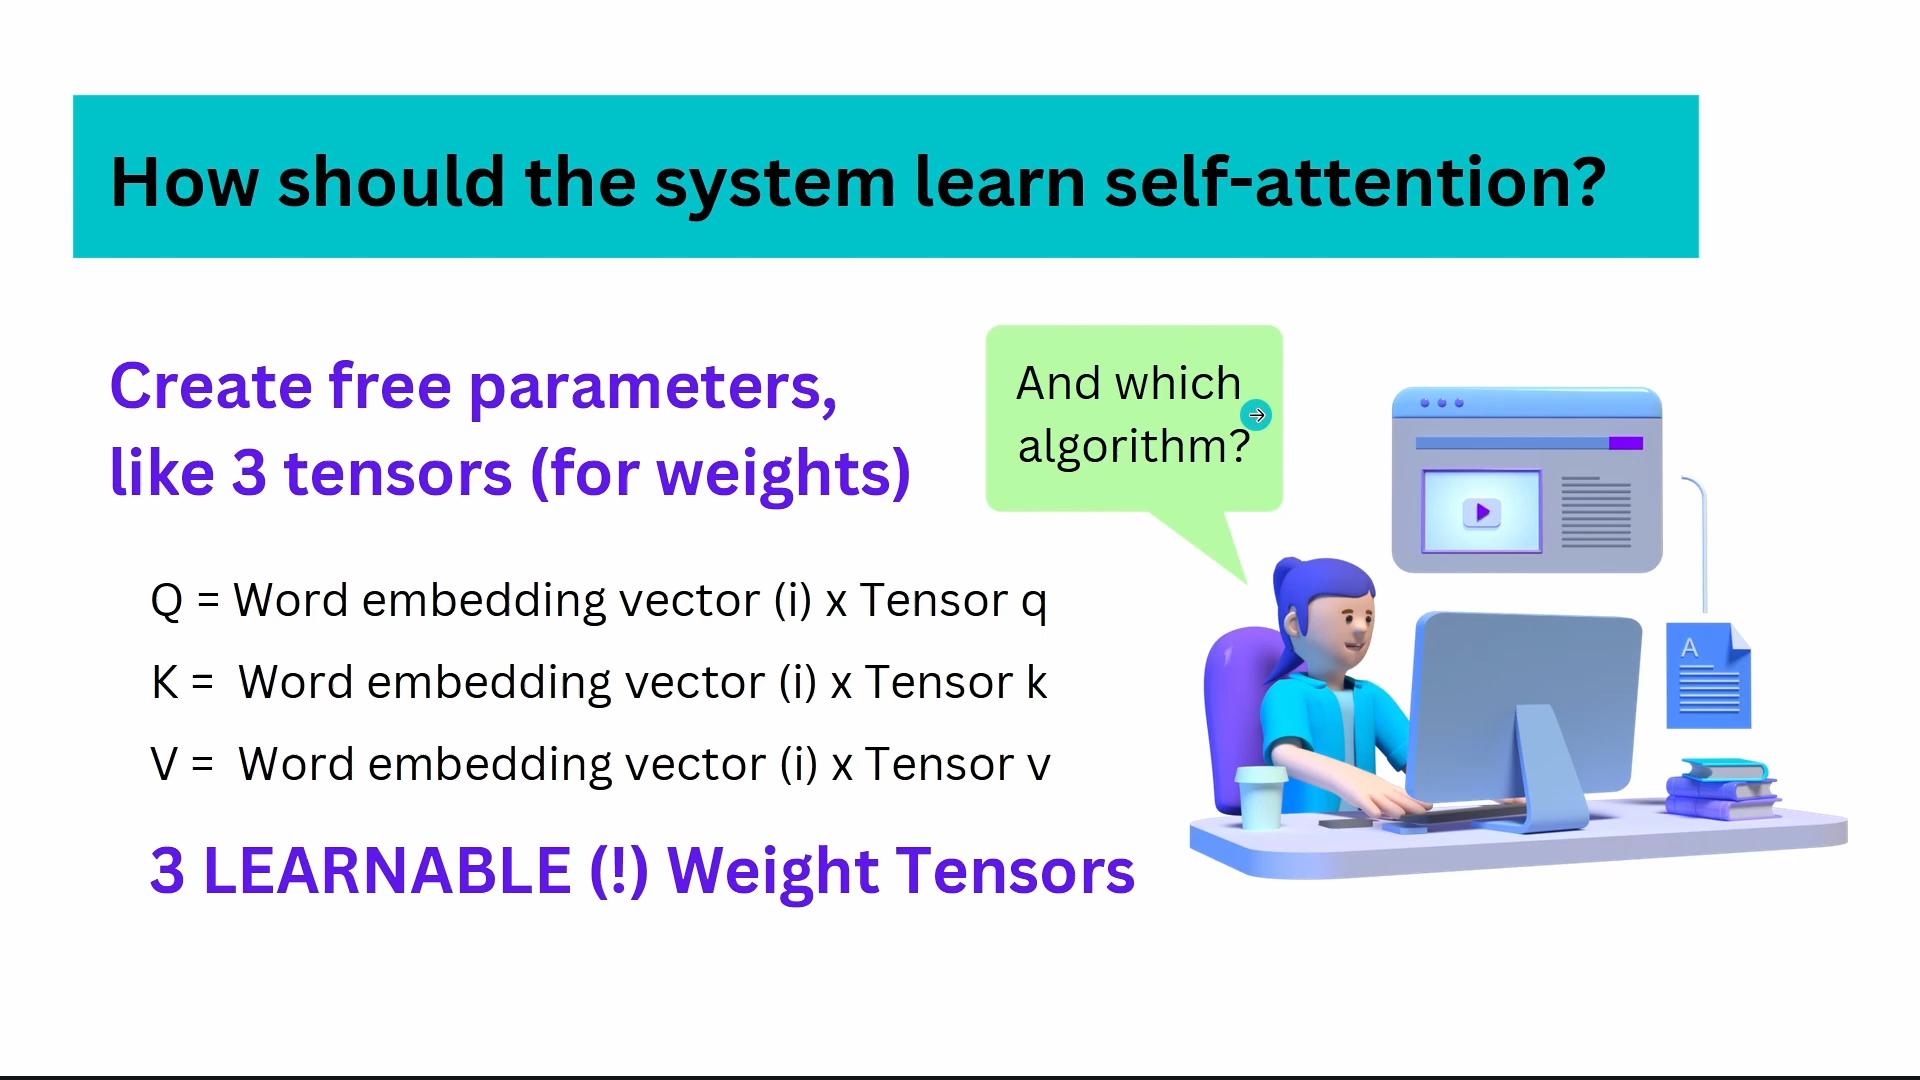 How should the system learn self-attention?
Create free parameters,
like 3 tensors (for weights)
And which
algorithm?
Q = Word embedding vector (i) x Tensor q
K = Word embedding vector (i) x Tensor k
V = Word embedding vector (i) x Tensor v
3 LEARNABLE (!) Weight Tensors
A